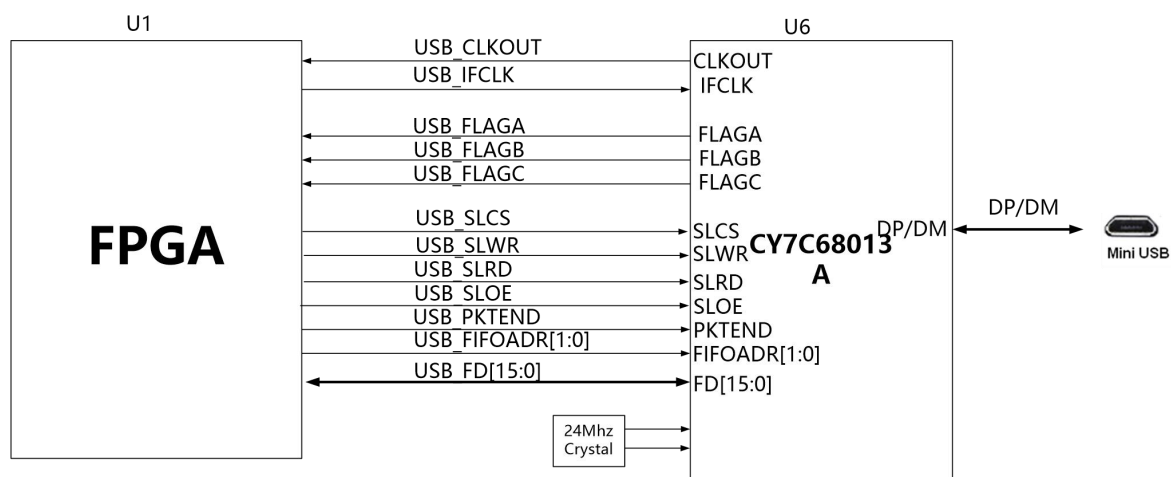 U1
U6
USB_CLKOUT
CLKOUT
USB_IFCLK
IFCLK
USB_FLAGA
FLAGA
USB_FLAGB
FLAGB
USB_FLAGC
FLAGC
FPGA
USB_SLCS
SLCS
USB_SLWR
SLWR
USB_SLRD
SLRD
USB_SLOE
SLOE
USB_PKTEND
PKTEND
USB_FIFOADR[1:0]
FIFOADR[1:0]
USB_FD[15:0]
FD[15:0]
CY7C68013
A
DP/DM
DP/DM
Mini USB
24Mhz
Crystal